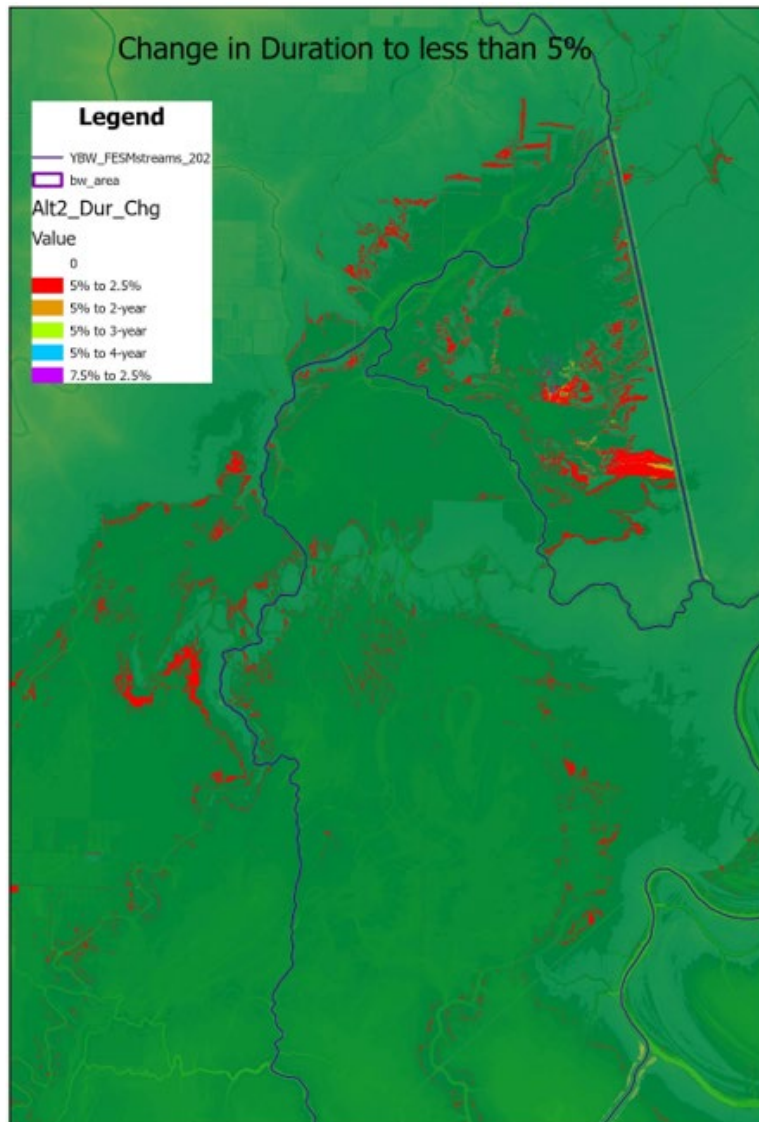 Change in Duration to less than 5%
Legend
YBW_FESMstreams_202
bw_area
Alt2_Dur_Chg
Value
0
5% to 2.5%
5% to 2-year
5% to 3-year
5% to 4-year
7.5% to 2.5%